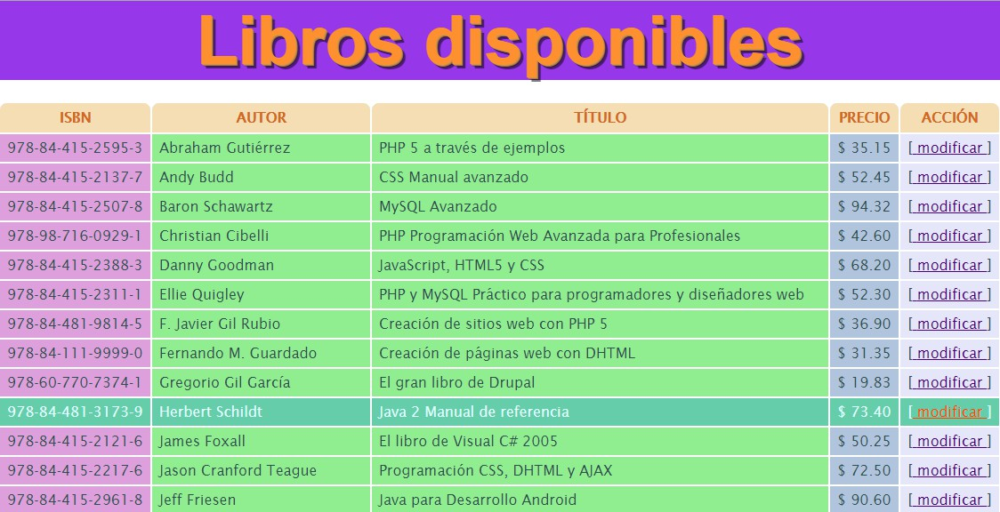 Libros disponibles
ISBN AUTOR TÍTULO PRECIO ACCIÓN
978-84-415-2595-3 Abraham Gutiérrez PHP 5 a través de ejemplos $ 35.15 [ modificar ]
978-84-415-2137-7 Andy Budd CSS Manual avanzado $ 52.45 [ modificar ]
978-84-415-2507-8 Baron Schawartz MySQL Avanzado $ 94.32 [ modificar ]
978-98-716-0929-1 Christian Cibelli PHP Programación Web Avanzada para Profesionales $ 42.60 [ modificar ]
978-84-415-2388-3 Danny Goodman JavaScript, HTML5 y CSS $ 68.20 [ modificar ]
978-84-415-2311-1 Ellie Quigley PHP y MySQL Práctico para programadores y diseñadores web $ 52.30 [ modificar ]
978-84-481-9814-5 F. Javier Gil Rubio Creación de sitios web con PHP 5 $ 36.90 [ modificar ]
978-84-111-9999-0 Fernando M. Guardado Creación de páginas web con DHTML $ 31.35 [ modificar ]
978-60-770-7374-1 Gregorio Gil García El gran libro de Drupal $ 19.83 [ modificar ]
978-84-481-3173-9 Herbert Schildt Java 2 Manual de referencia $ 73.40 [ modificar ]
978-84-415-2121-6 James Foxall El libro de Visual C# 2005 $ 50.25 [ modificar ]
978-84-415-2217-6 Jason Cranford Teague Programación CSS, DHTML y AJAX $ 72.50 [ modificar ]
978-84-415-2961-8 Jeff Friesen Java para Desarrollo Android $ 90.60 [ modificar ]